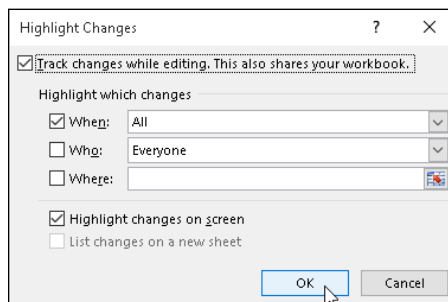 Highlight Changes ? ×
Track changes while editing. This also shares your workbook.
Highlight which changes
When: All
Who: Everyone
Where:
Highlight changes on screen
List changes on a new sheet
OK Cancel